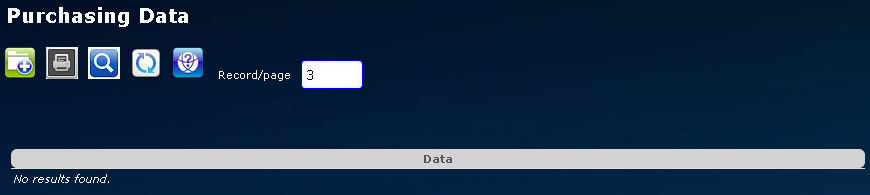 Purchasing Data
Record/page 3
Data
No results found.